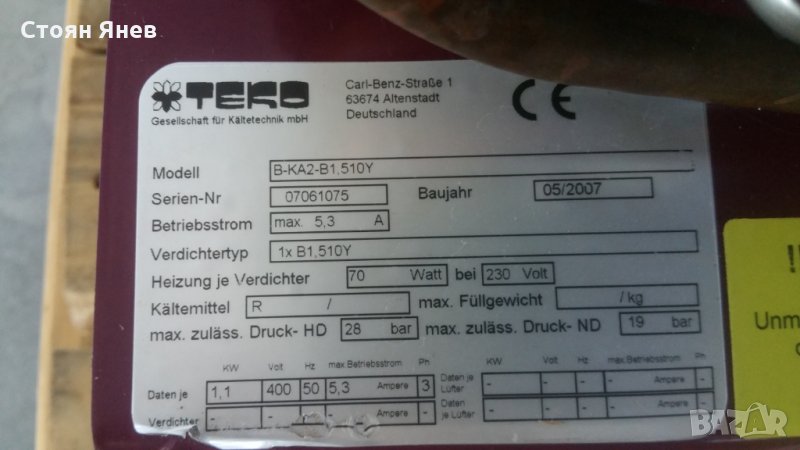 Стоян Янев
TEKO
Gesellschaft für Kältetechnik mbH
Carl-Benz-Straße 1
63674 Altenstadt
Deutschland
CE
Modell B-KA2-B1,510Y
Serien-Nr 07061075 Baujahr 05/2007
Betriebsstrom max. 5,3 A
Verdichtertyp 1x B1,510Y
Heizung je Verdichter 70 Watt bei 230 Volt
Kältemittel R / max. Füllgewicht / kg
max. zuläss. Druck- HD 28 bar max. zuläss. Druck- ND 19 bar
KW Volt Hz max.Betriebsstrom Ph KW Volt Hz max.Betriebsstrom Ph
Daten je 1,1 400 50 5,3 Ampere 3 Daten je Lüfter - - - - Ampere -
Verdichter - - - - Ampere - Daten je Lüfter - - - - Ampere -
!!
Unm
BAZAR